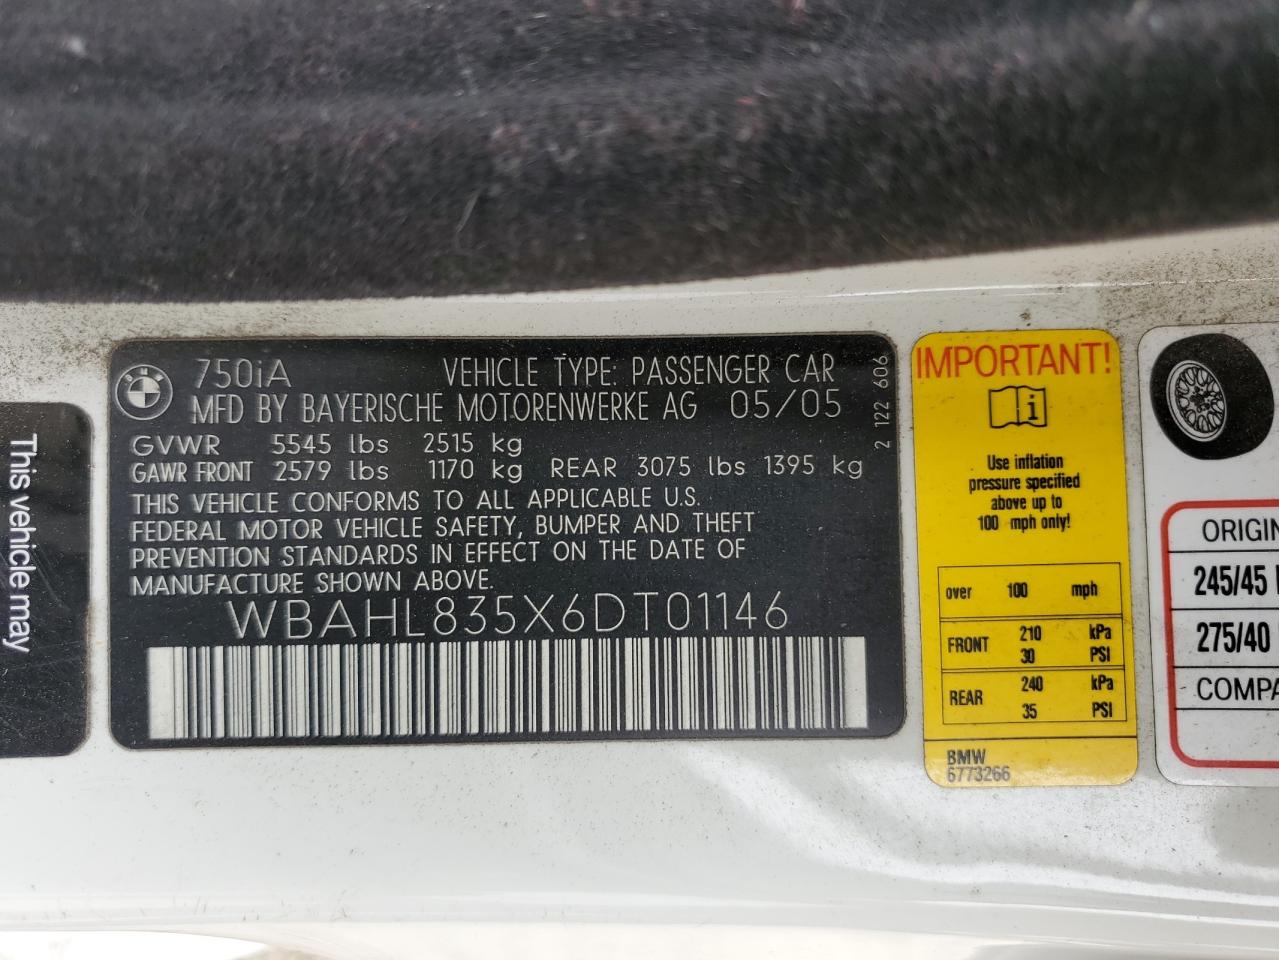 This vehicle may
750iA VEHICLE TYPE: PASSENGER CAR
MFD BY BAYERISCHE MOTORENWERKE AG 05/05
GVWR 5545 lbs 2515 kg
GAWR FRONT 2579 lbs 1170 kg REAR 3075 lbs 1395 kg
THIS VEHICLE CONFORMS TO ALL APPLICABLE U.S.
FEDERAL MOTOR VEHICLE SAFETY, BUMPER AND THEFT
PREVENTION STANDARDS IN EFFECT ON THE DATE OF
MANUFACTURE SHOWN ABOVE.
WBAHL835X6DT01146
2 122 606
IMPORTANT!
i
Use inflation
pressure specified
above up to
100 mph only!
over 100 mph
FRONT 210 kPa
30 PSI
REAR 240 kPa
35 PSI
BMW
6773266
ORIGIN
245/45
275/40
COMPA